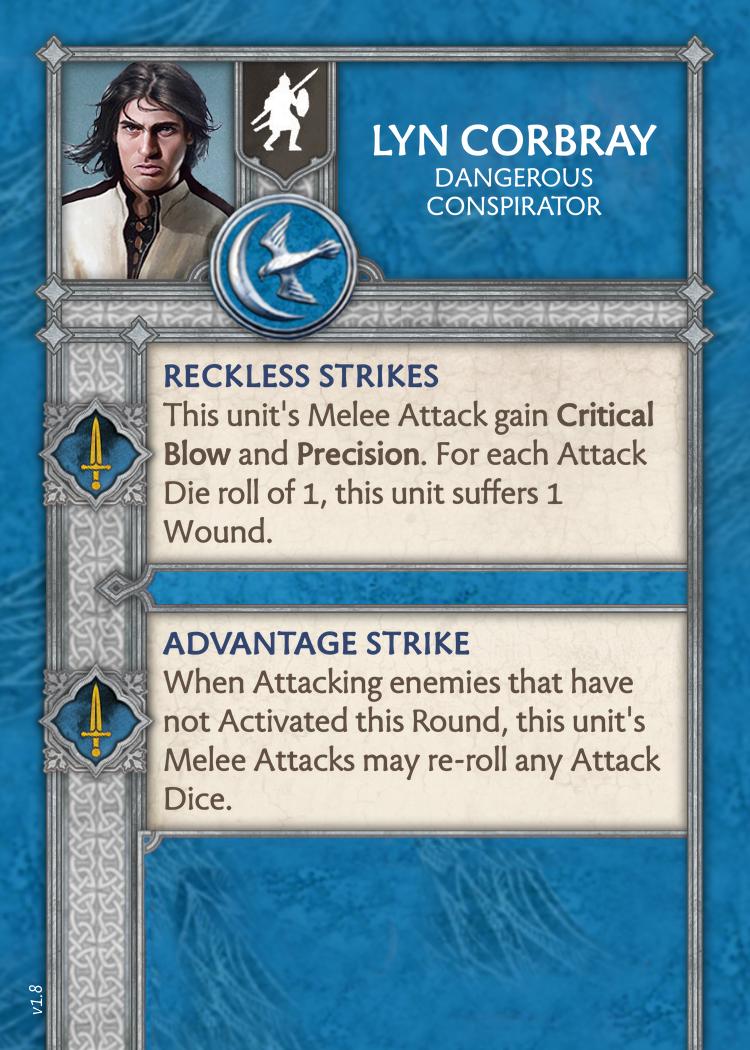 LYN CORBRAY
DANGEROUS
CONSPIRATOR
RECKLESS STRIKES
This unit's Melee Attack gain Critical
Blow and Precision. For each Attack
Die roll of 1, this unit suffers 1
Wound.
ADVANTAGE STRIKE
When Attacking enemies that have
not Activated this Round, this unit's
Melee Attacks may re-roll any Attack
Dice.
v1.8